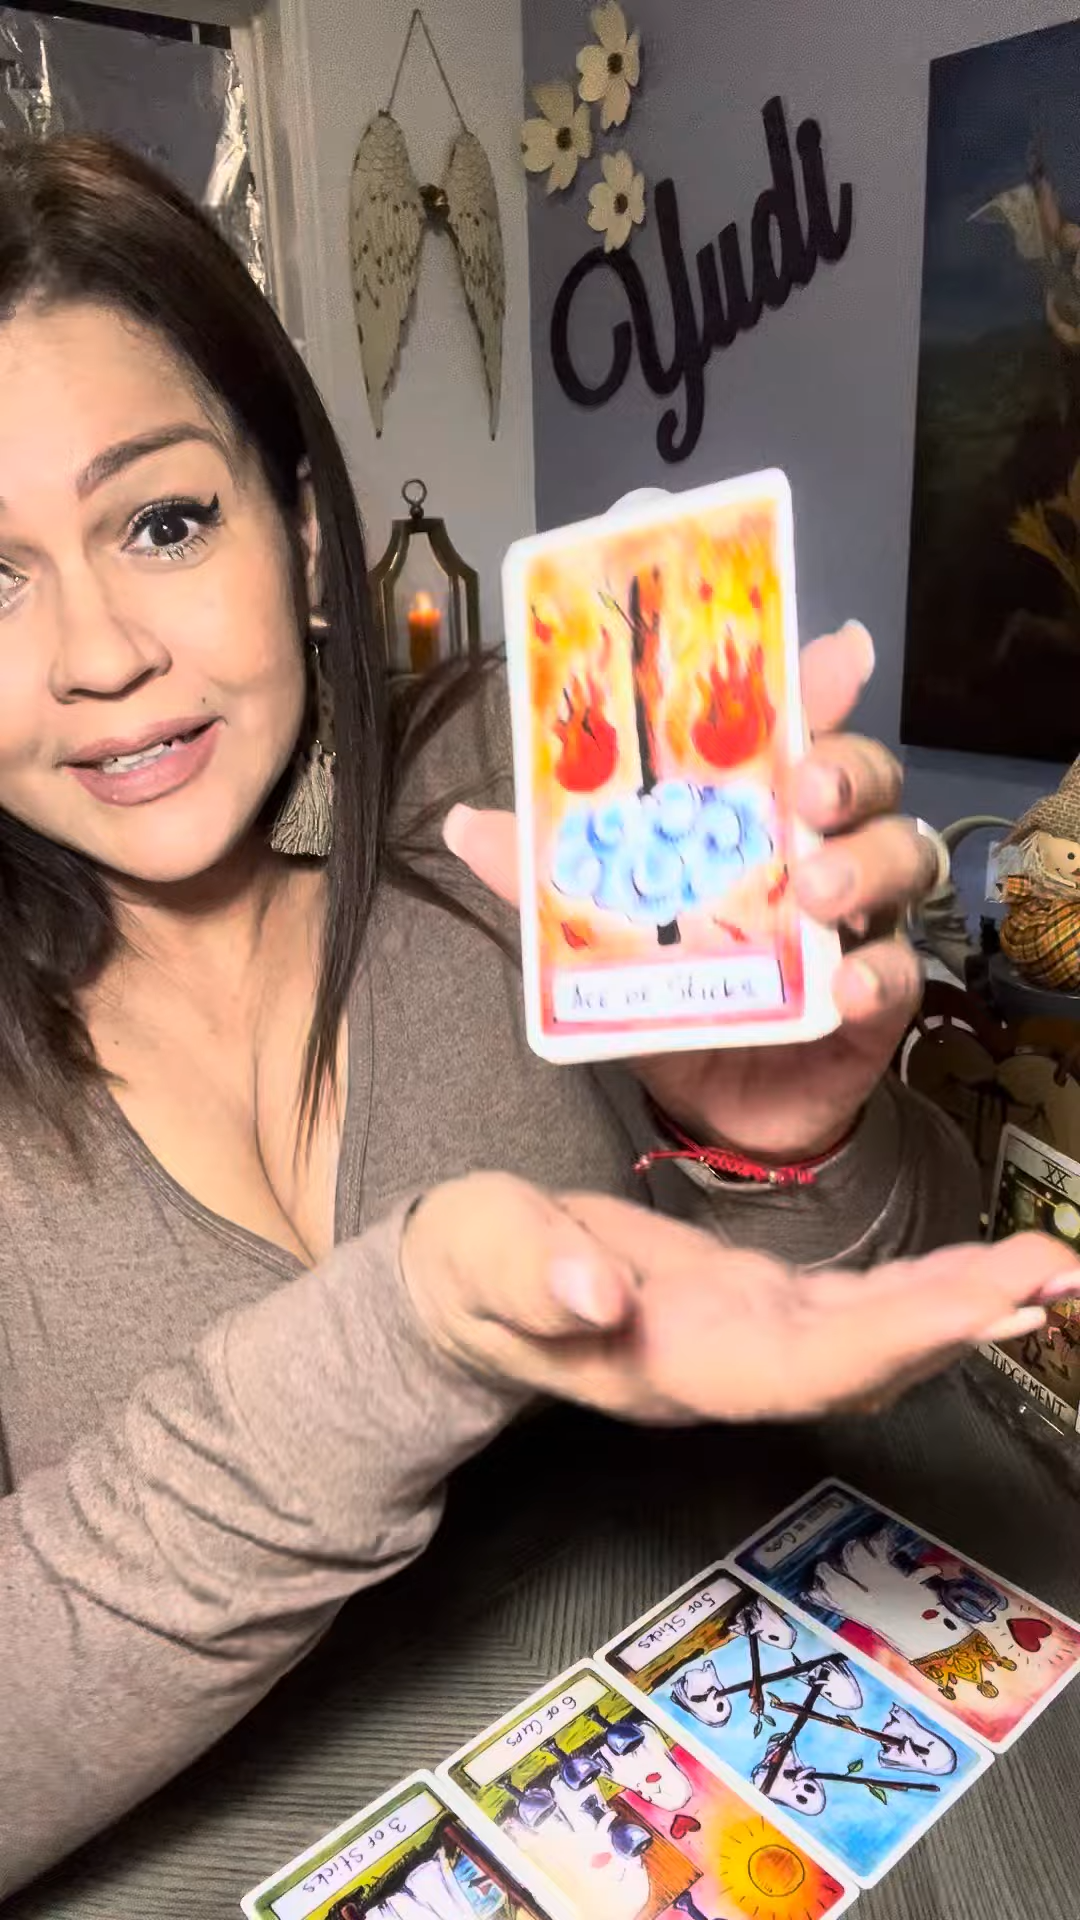 Yudi
Ace of Sticks
XX
JUDGEMENT
Queen of Cups
5 OF STICKS
6 OF CUPS
3 OF STICKS